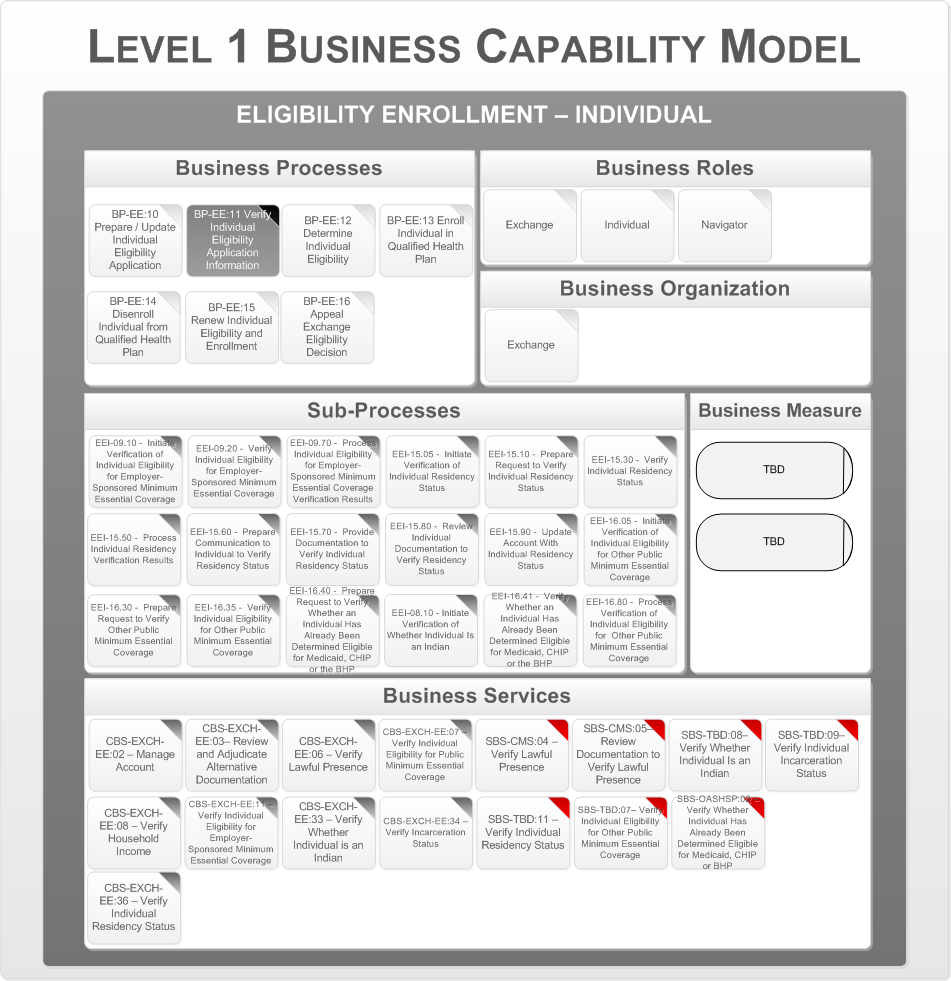 LEVEL 1 BUSINESS CAPABILITY MODEL
ELIGIBILITY ENROLLMENT – INDIVIDUAL
Business Processes
BP-EE:10
Prepare / Update
Individual
Eligibility
Application
BP-EE:11 Verify
Individual
Eligibility
Application
Information
BP-EE:12
Determine
Individual
Eligibility
BP-EE:13 Enroll
Individual in
Qualified Health
Plan
BP-EE:14
Disenroll
Individual from
Qualified Health
Plan
BP-EE:15
Renew Individual
Eligibility and
Enrollment
BP-EE:16
Appeal
Exchange
Eligibility
Decision
Business Roles
Exchange
Individual
Navigator
Business Organization
Exchange
Sub-Processes
EEI-09.10 - Initiate
Verification of
Individual Eligibility
for Employer-
Sponsored Minimum
Essential Coverage
EEI-09.20 - Verify
Individual Eligibility
for Employer-
Sponsored Minimum
Essential Coverage
EEI-09.70 - Process
Individual Eligibility
for Employer-
Sponsored Minimum
Essential Coverage
Verification Results
EEI-15.05 - Initiate
Verification of
Individual Residency
Status
EEI-15.10 - Prepare
Request to Verify
Individual Residency
Status
EEI-15.30 - Verify
Individual Residency
Status
EEI-15.50 - Process
Individual Residency
Verification Results
EEI-15.60 - Prepare
Communication to
Individual to Verify
Residency Status
EEI-15.70 - Provide
Documentation to
Verify Individual
Residency Status
EEI-15.80 - Review
Individual
Documentation to
Verify Residency
Status
EEI-15.90 - Update
Account With
Individual Residency
Status
EEI-16.05 - Initiate
Verification of
Individual Eligibility
for Other Public
Minimum Essential
Coverage
EEI-16.30 - Prepare
Request to Verify
Other Public
Minimum Essential
Coverage
EEI-16.35 - Verify
Individual Eligibility
for Other Public
Minimum Essential
Coverage
EEI-16.40 - Prepare
Request to Verify
Whether an
Individual Has
Already Been
Determined Eligible
for Medicaid, CHIP
or the BHP
EEI-08.10 - Initiate
Verification of
Whether Individual Is
an Indian
EEI-16.41 - Verify
Whether an
Individual Has
Already Been
Determined Eligible
for Medicaid, CHIP
or the BHP
EEI-16.80 - Process
Verification of
Individual Eligibility
for Other Public
Minimum Essential
Coverage
Business Measure
TBD
TBD
Business Services
CBS-EXCH-
EE:02 – Manage
Account
CBS-EXCH-
EE:03– Review
and Adjudicate
Alternative
Documentation
CBS-EXCH-
EE:06 – Verify
Lawful Presence
CBS-EXCH-EE:07 –
Verify Individual
Eligibility for Public
Minimum Essential
Coverage
SBS-CMS:04 –
Verify Lawful
Presence
SBS-CMS:05–
Review
Documentation to
Verify Lawful
Presence
SBS-TBD:08–
Verify Whether
Individual Is an
Indian
SBS-TBD:09–
Verify Individual
Incarceration
Status
CBS-EXCH-
EE:08 – Verify
Household
Income
CBS-EXCH-EE:11 –
Verify Individual
Eligibility for
Employer-
Sponsored Minimum
Essential Coverage
CBS-EXCH-
EE:33 – Verify
Whether
Individual is an
Indian
CBS-EXCH-EE:34 –
Verify Incarceration
Status
SBS-TBD:11 –
Verify Individual
Residency Status
SBS-TBD:07– Verify
Individual Eligibility
for Other Public
Minimum Essential
Coverage
Verify Whether
Individual Has
Already Been
Determined Eligible
for Medicaid, CHIP
or BHP
CBS-EXCH-
EE:36 – Verify
Individual
Residency Status